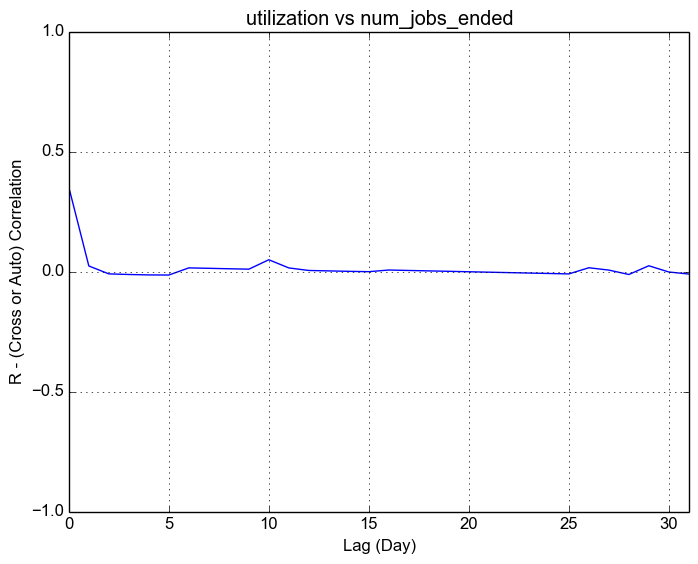 utilization vs num_jobs_ended
1.0
0.5
0.0
−0.5
−1.0
R - (Cross or Auto) Correlation
0 5 10 15 20 25 30
Lag (Day)